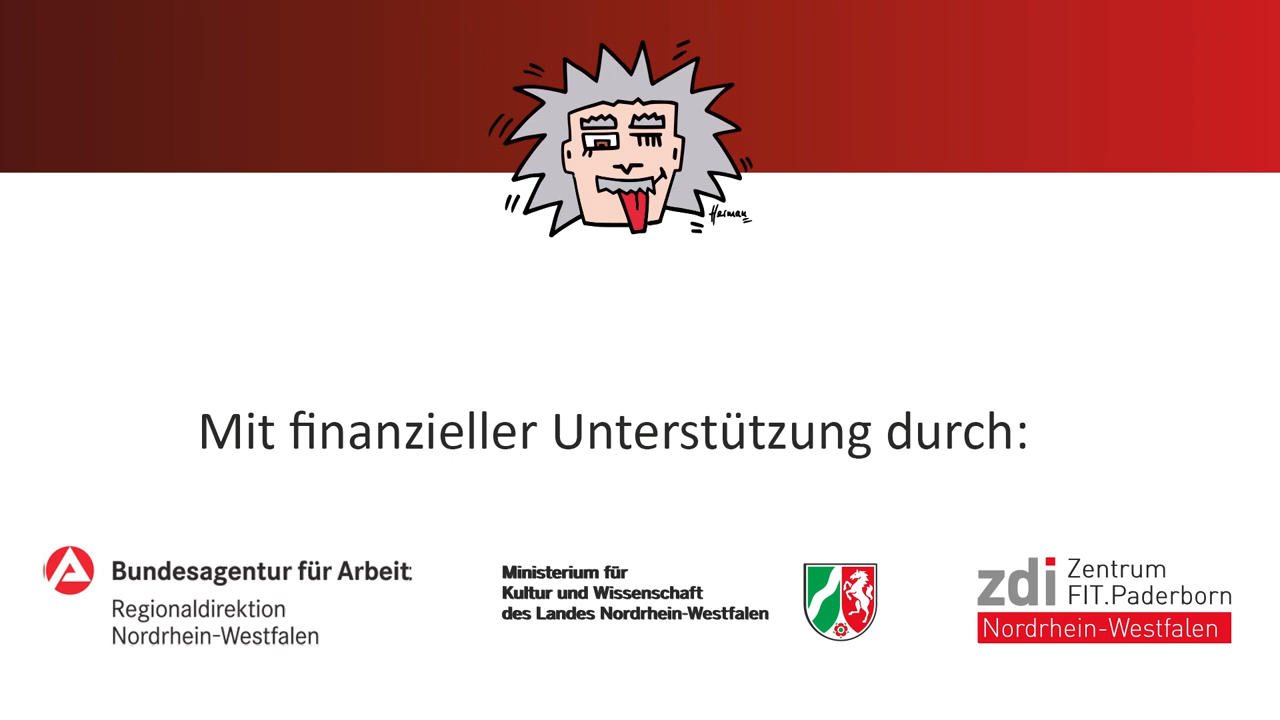 Harman
Mit finanzieller Unterstützung durch:
Bundesagentur für Arbeit
Regionaldirektion
Nordrhein-Westfalen
Ministerium für
Kultur und Wissenschaft
des Landes Nordrhein-Westfalen
zdi Zentrum
FIT.Paderborn
Nordrhein-Westfalen